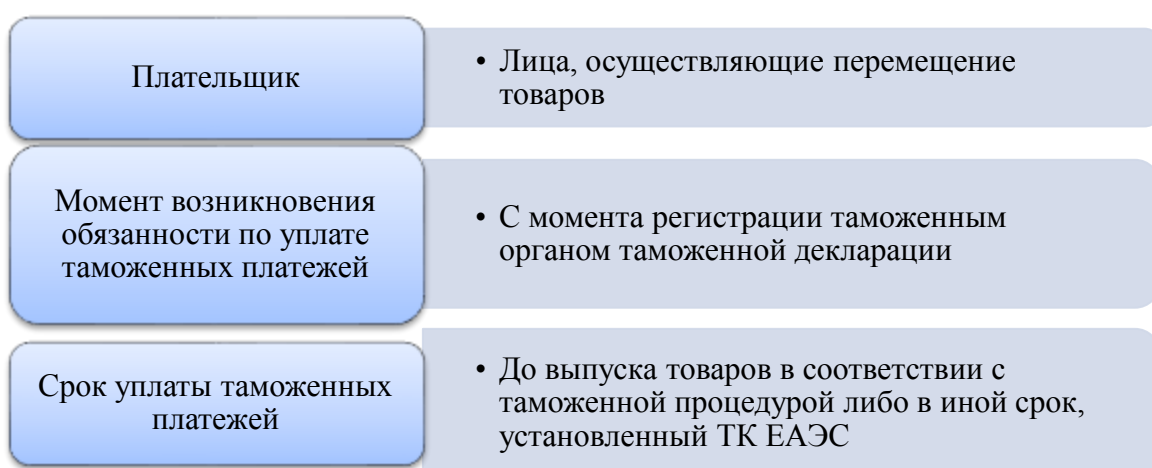 Плательщик
• Лица, осуществляющие перемещение
товаров
Момент возникновения
обязанности по уплате
таможенных платежей
• С момента регистрации таможенным
органом таможенной декларации
Срок уплаты таможенных
платежей
• До выпуска товаров в соответствии с
таможенной процедурой либо в иной срок,
установленный ТК ЕАЭС